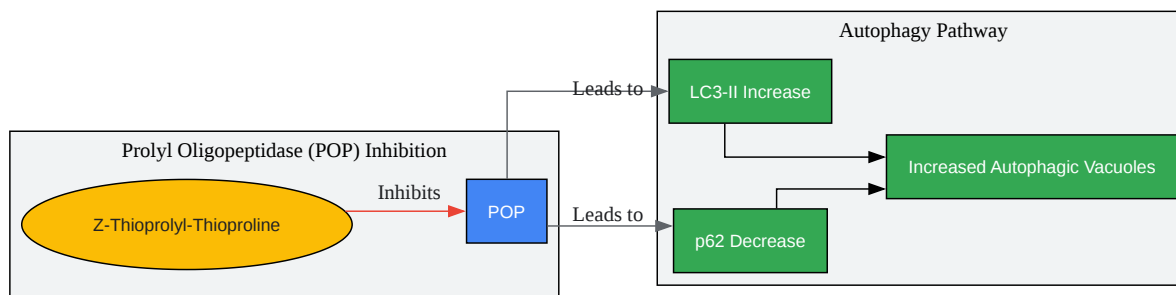 Autophagy Pathway
Leads to
LC3-II Increase
Prolyl Oligopeptidase (POP) Inhibition
Increased Autophagic Vacuoles
Inhibits
Z-Thioprolyl-Thioproline
POP
Leads to
p62 Decrease